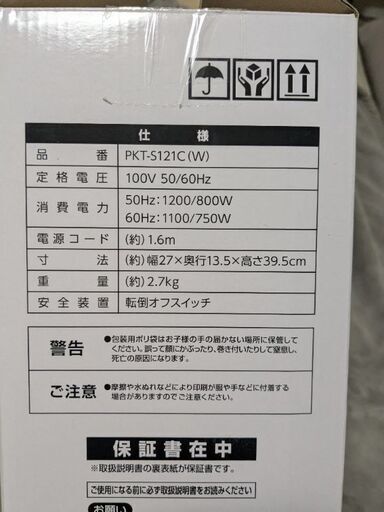 仕様
品番 PKT-S121C(W)
定格電圧 100V 50/60Hz
消費電力 50Hz:1200/800W
60Hz:1100/750W
電源コード (約)1.6m
寸法 (約)幅27×奥行13.5×高さ39.5cm
重量 (約)2.7kg
安全装置 転倒オフスイッチ
警告
●包装用ポリ袋はお子様の手の届かない場所に保管して
ください。誤って顔にかぶったり、巻き付いたりして窒息し、
死亡の原因になります。
ご注意
●摩擦や水ぬれなどにより印刷が服や手などに付着する
場合がありますのでご注意ください。
保証書在中
※取扱説明書の裏表紙が保証書です。
ご使用になる前に必ず取扱説明書をお読みください
お願い